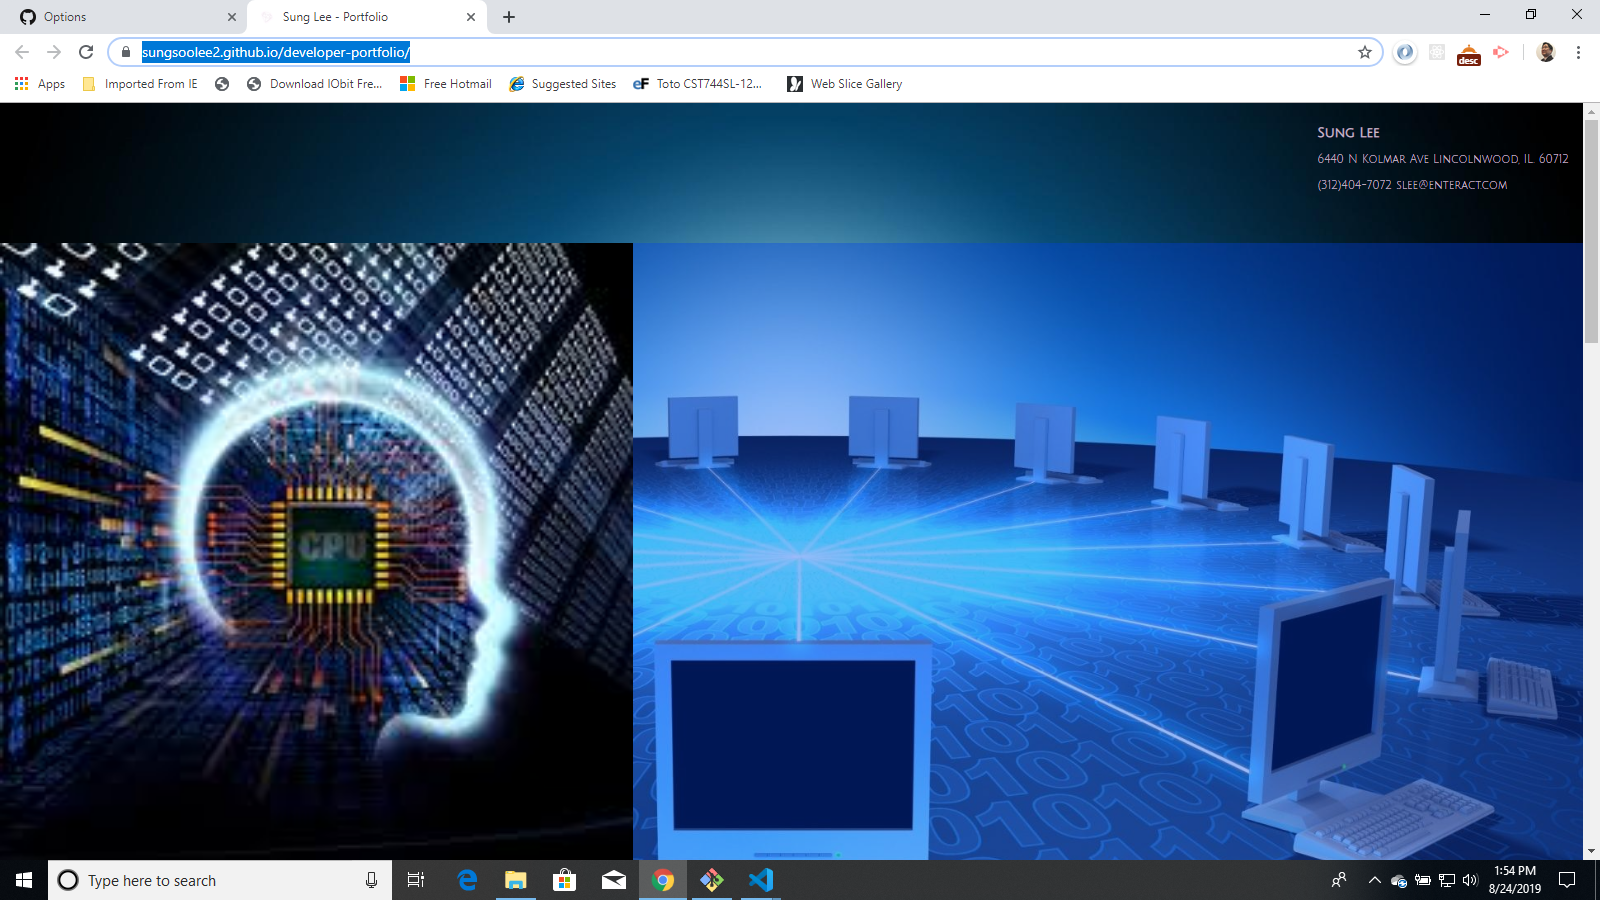 Options
Sung Lee - Portfolio
sungsoolee2.github.io/developer-portfolio/
desc
Apps
Imported From IE
Download IObit Fre...
Free Hotmail
Suggested Sites
eF
Toto CST744SL-12...
Web Slice Gallery
Sung Lee
6440 N Kolmar Ave Lincolnwood, IL. 60712
(312)404-7072 slee@enteract.com
CPU
Type here to search
1:54 PM
8/24/2019